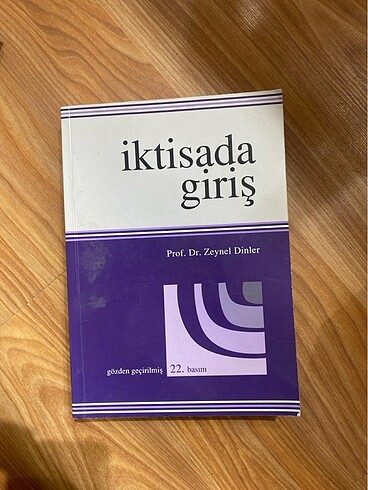 iktisada
giriş
Prof. Dr. Zeynel Dinler
gözden geçirilmiş 22. basım